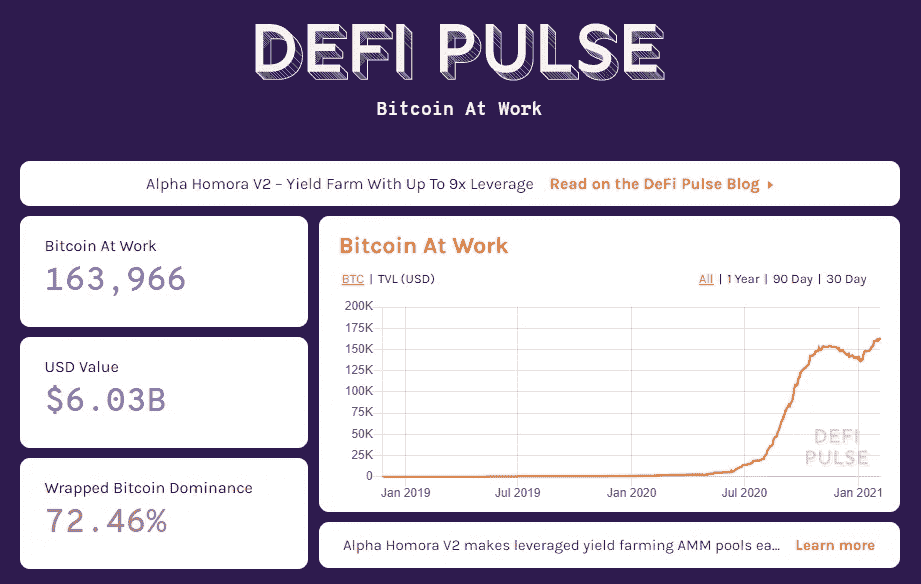 DEFI PULSE
Bitcoin At Work
Alpha Homora V2 – Yield Farm With Up To 9x Leverage Read on the DeFi Pulse Blog
Bitcoin At Work
163,966
USD Value
$6.03B
Wrapped Bitcoin Dominance
72.46%
Bitcoin At Work
BTC | TVL (USD)
All | 1 Year | 90 Day | 30 Day
200K
175K
150K
125K
100K
75K
50K
25K
0
Jan 2019 Jul 2019 Jan 2020 Jul 2020 Jan 2021
DEFI
PULSE
Alpha Homora V2 makes leveraged yield farming AMM pools ea... Learn more